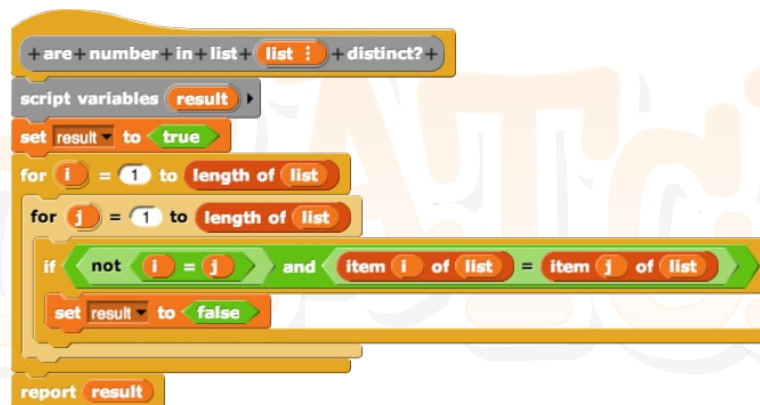 +are+number+in+list+ list ⋮ +distinct?+
script variables result
set result to true
for i = 1 to length of list
for j = 1 to length of list
if not i = j and item i of list = item j of list
set result to false
report result